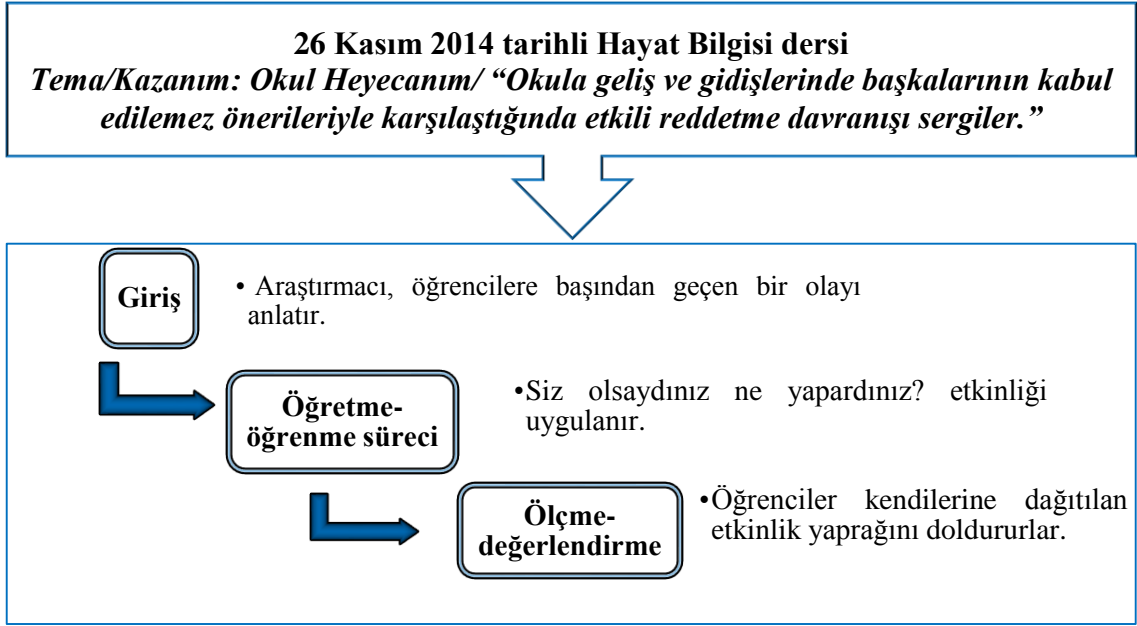 26 Kasım 2014 tarihli Hayat Bilgisi dersi
Tema/Kazanım: Okul Heyecanım/ “Okula geliş ve gidişlerinde başkalarının kabul
edilemez önerileriyle karşılaştığında etkili reddetme davranışı sergiler.”
Giriş
• Araştırmacı, öğrencilere başından geçen bir olayı
anlatır.
Öğretme-
öğrenme süreci
•Siz olsaydınız ne yapardınız? etkinliği
uygulanır.
Ölçme-
değerlendirme
•Öğrenciler kendilerine dağıtılan
etkinlik yaprağını doldururlar.